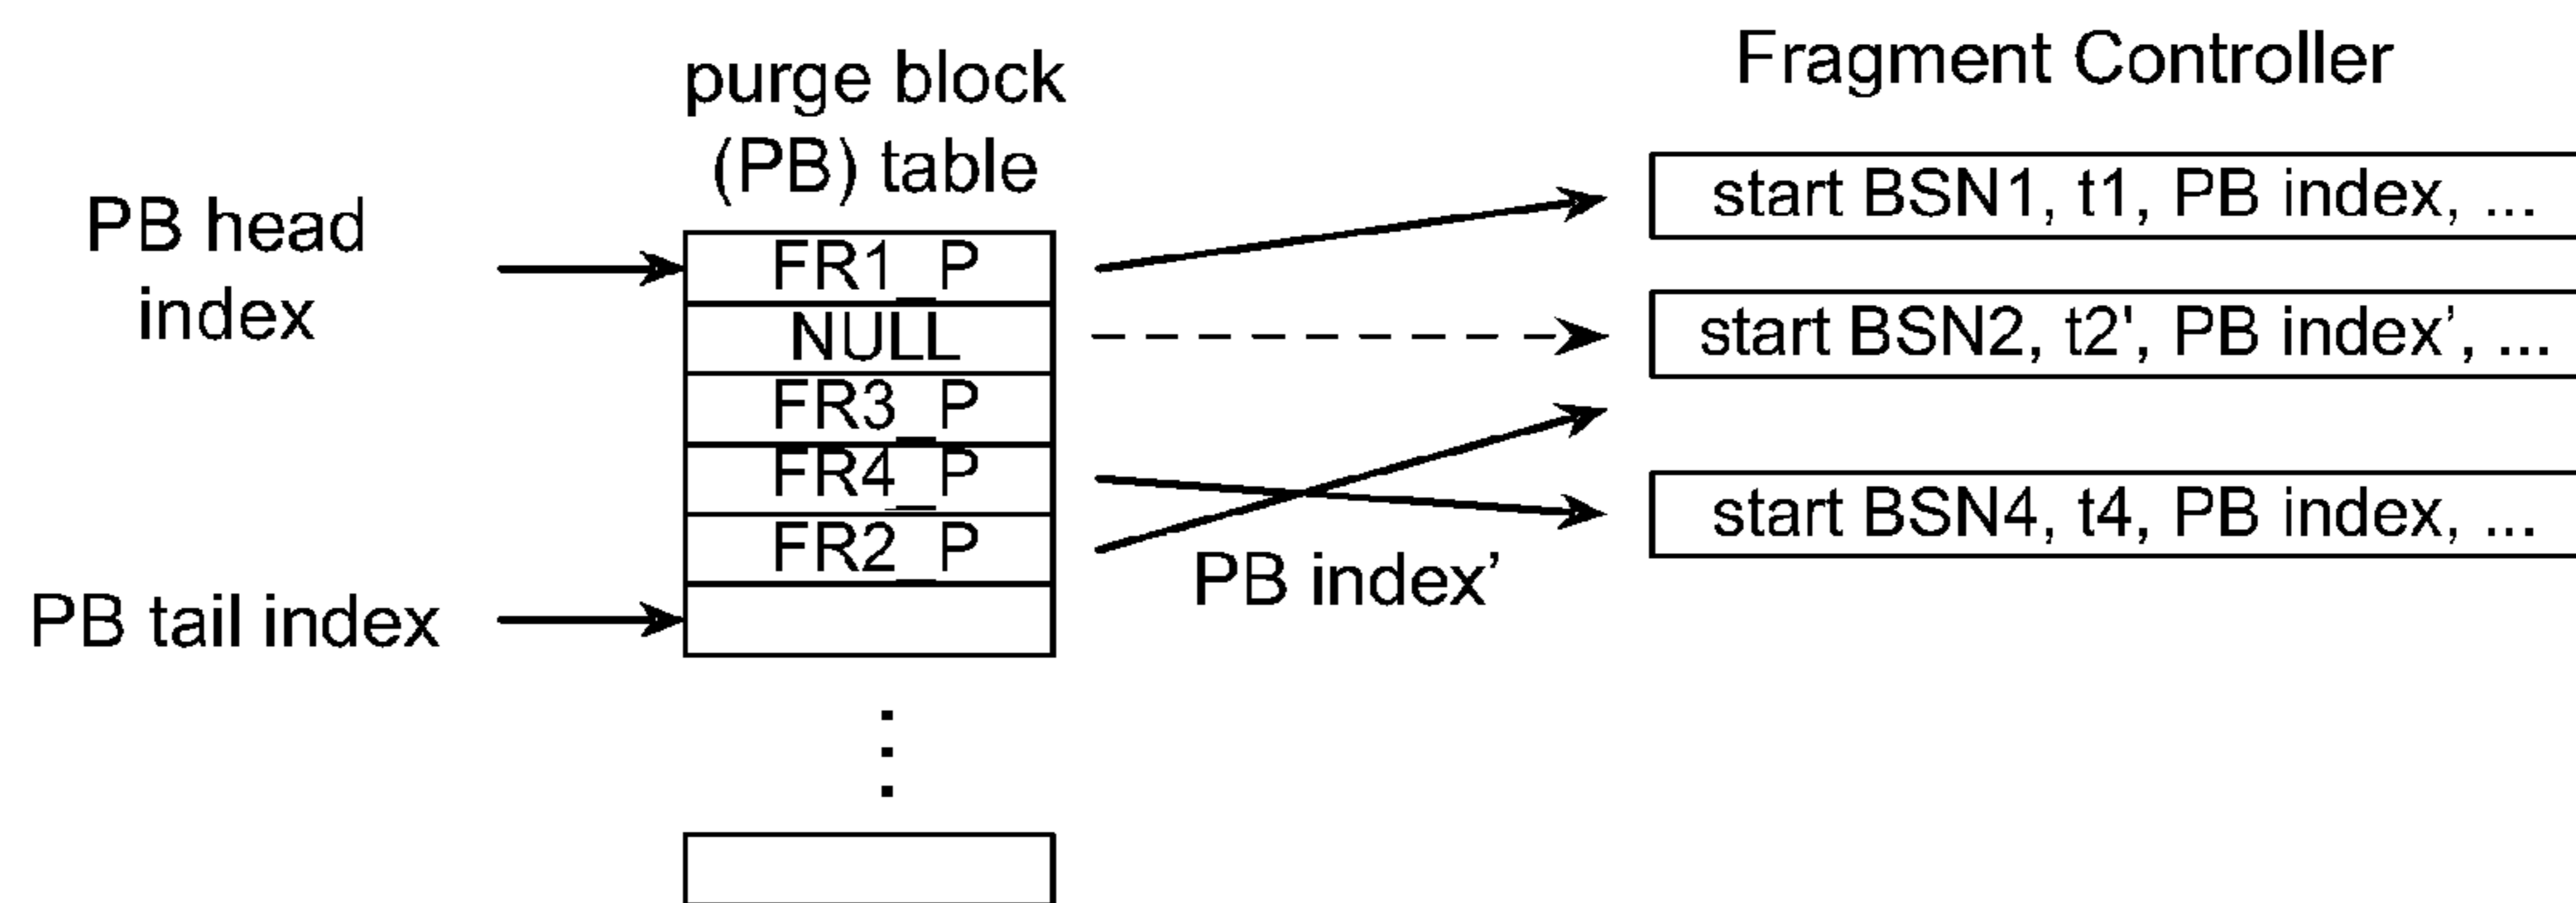 purge block
(PB) table
Fragment Controller
PB head
index
PB tail index
FR1_P
NULL
FR3_P
FR4_P
FR2_P
PB index’
start BSN1, t1, PB index, ...
start BSN2, t2', PB index’, ...
start BSN4, t4, PB index, ...